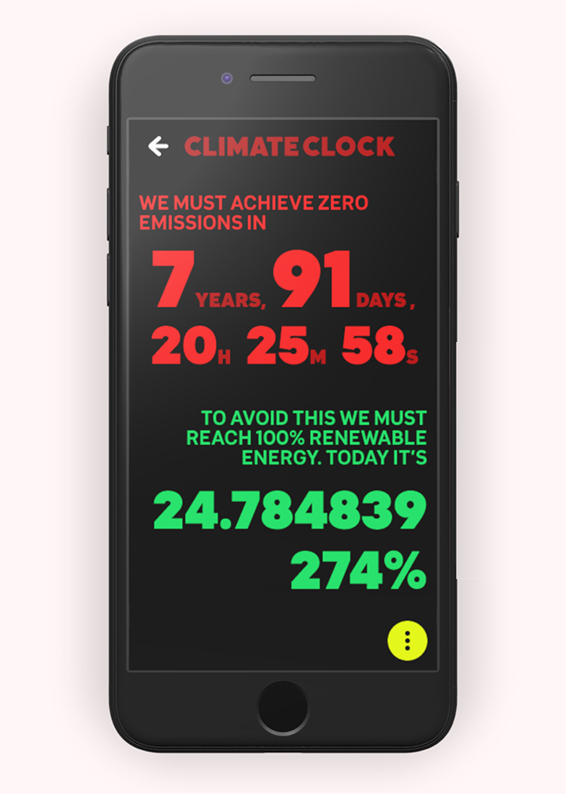 CLIMATE CLOCK
WE MUST ACHIEVE ZERO
EMISSIONS IN
7 YEARS, 91 DAYS,
20H 25M 58S
TO AVOID THIS WE MUST
REACH 100% RENEWABLE
ENERGY. TODAY IT'S
24.784839
274%